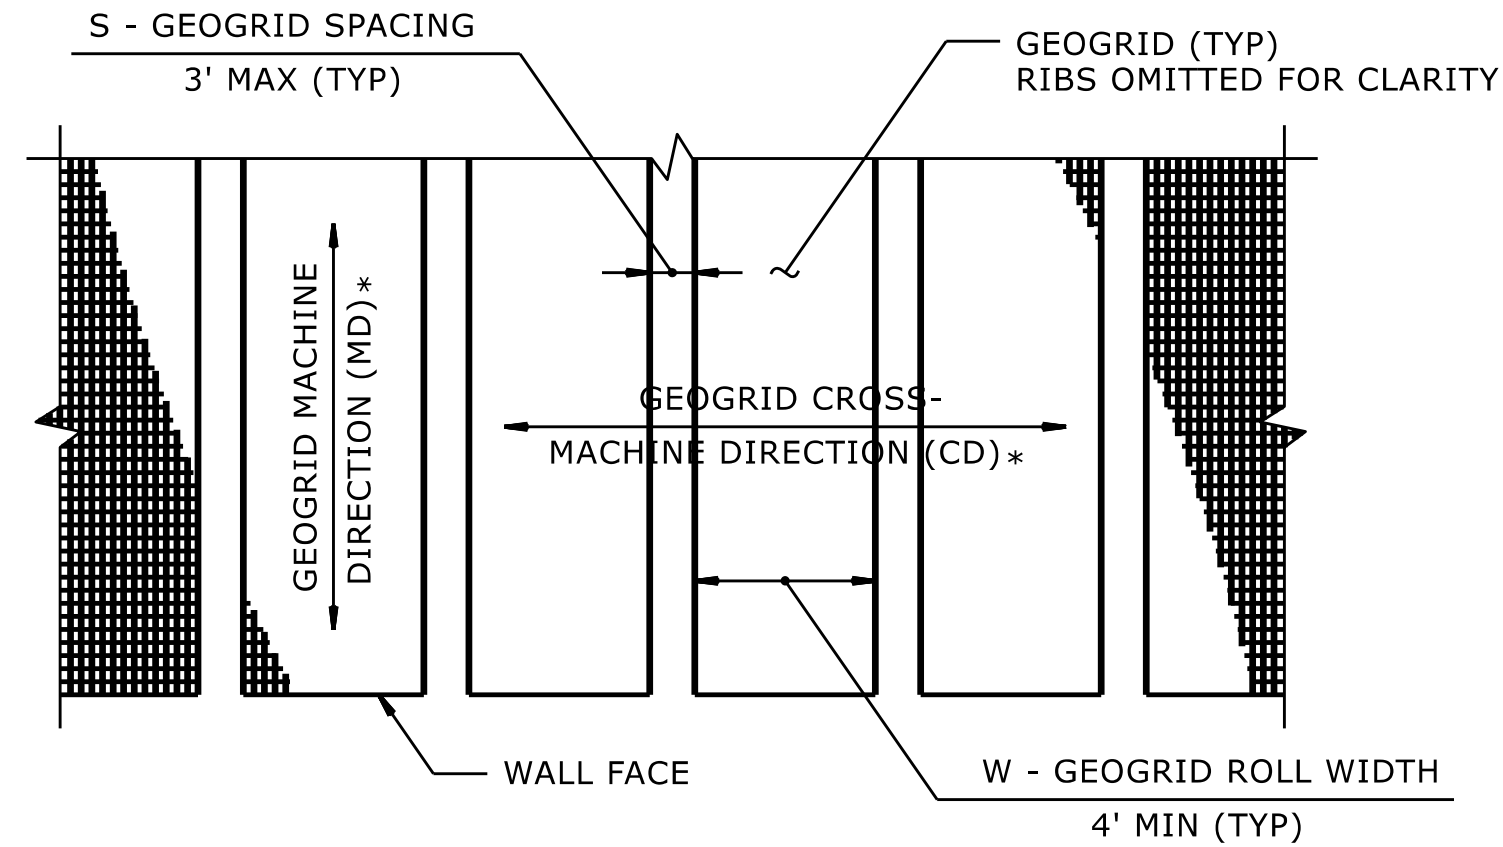 S - GEOGRID SPACING
3' MAX (TYP)
GEOGRID (TYP)
RIBS OMITTED FOR CLARITY
GEOGRID MACHINE
DIRECTION (MD)*
GEOGRID CROSS-
MACHINE DIRECTION (CD)*
WALL FACE
W - GEOGRID ROLL WIDTH
4' MIN (TYP)